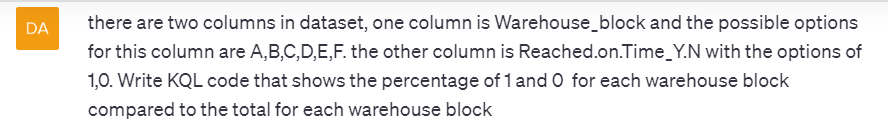 DA
there are two columns in dataset, one column is Warehouse_block and the possible options
for this column are A,B,C,D,E,F. the other column is Reached.on.Time_Y.N with the options of
1,0. Write KQL code that shows the percentage of 1 and 0  for each warehouse block
compared to the total for each warehouse block